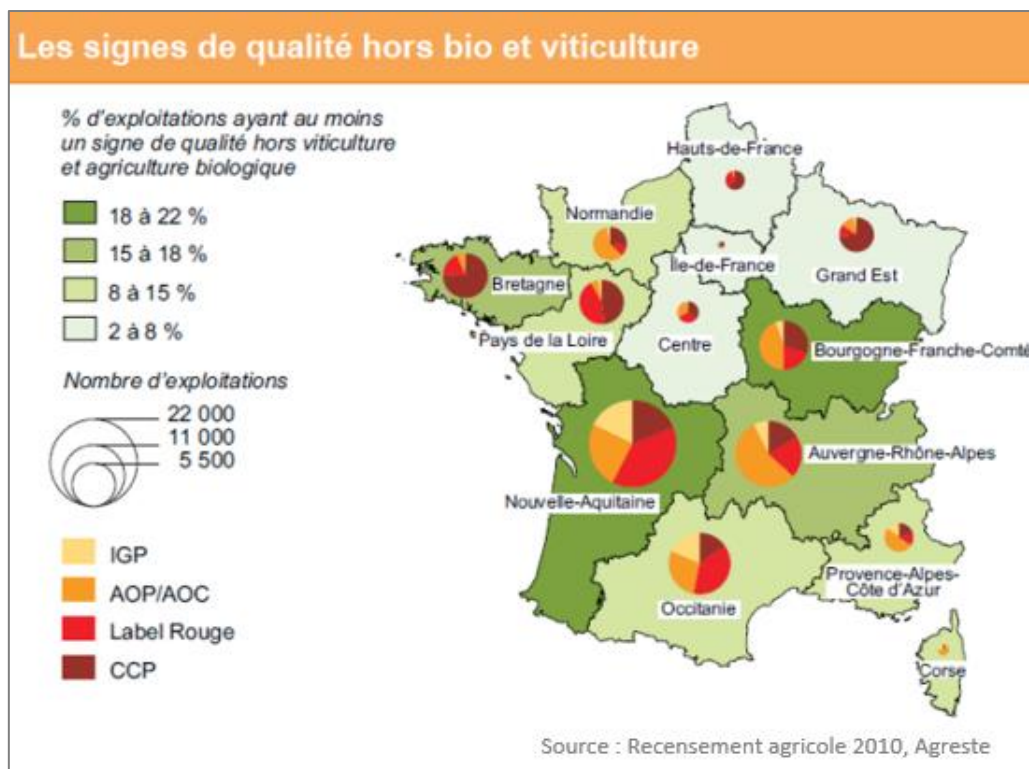 Les signes de qualité hors bio et viticulture
% d'exploitations ayant au moins
un signe de qualité hors viticulture
et agriculture biologique
18 à 22 %
15 à 18 %
8 à 15 %
2 à 8 %
Nombre d'exploitations
22 000
11 000
5 500
IGP
AOP/AOC
Label Rouge
CCP
Hauts-de-France
Normandie
Île-de-France
Grand Est
Bretagne
Pays de la Loire
Centre
Bourgogne-Franche-Comté
Auvergne-Rhône-Alpes
Nouvelle-Aquitaine
Provence-Alpes-
Côte d'Azur
Occitanie
Corse
Source : Recensement agricole 2010, Agreste